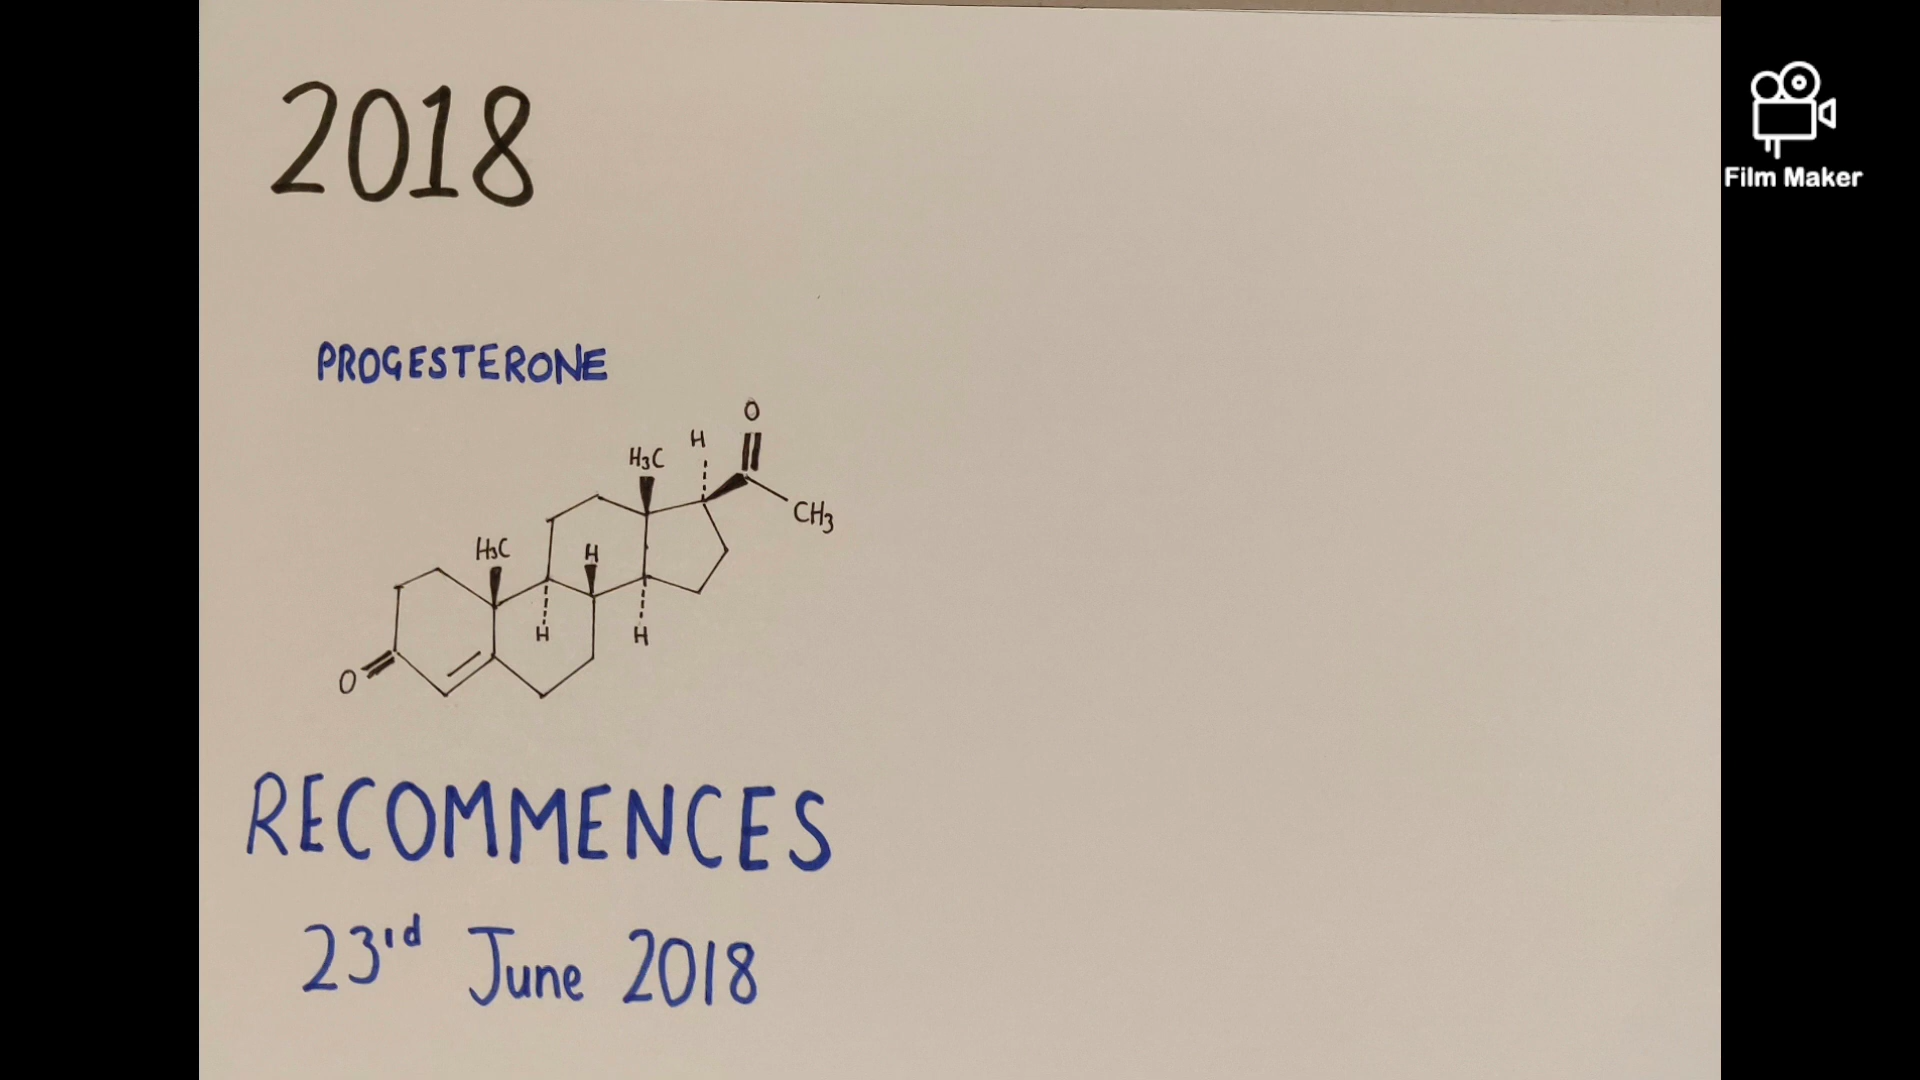 2018
Film Maker
PROGESTERONE
O
H
H3C
CH3
H3C
H
H
H
O
RECOMMENCES
23rd June 2018